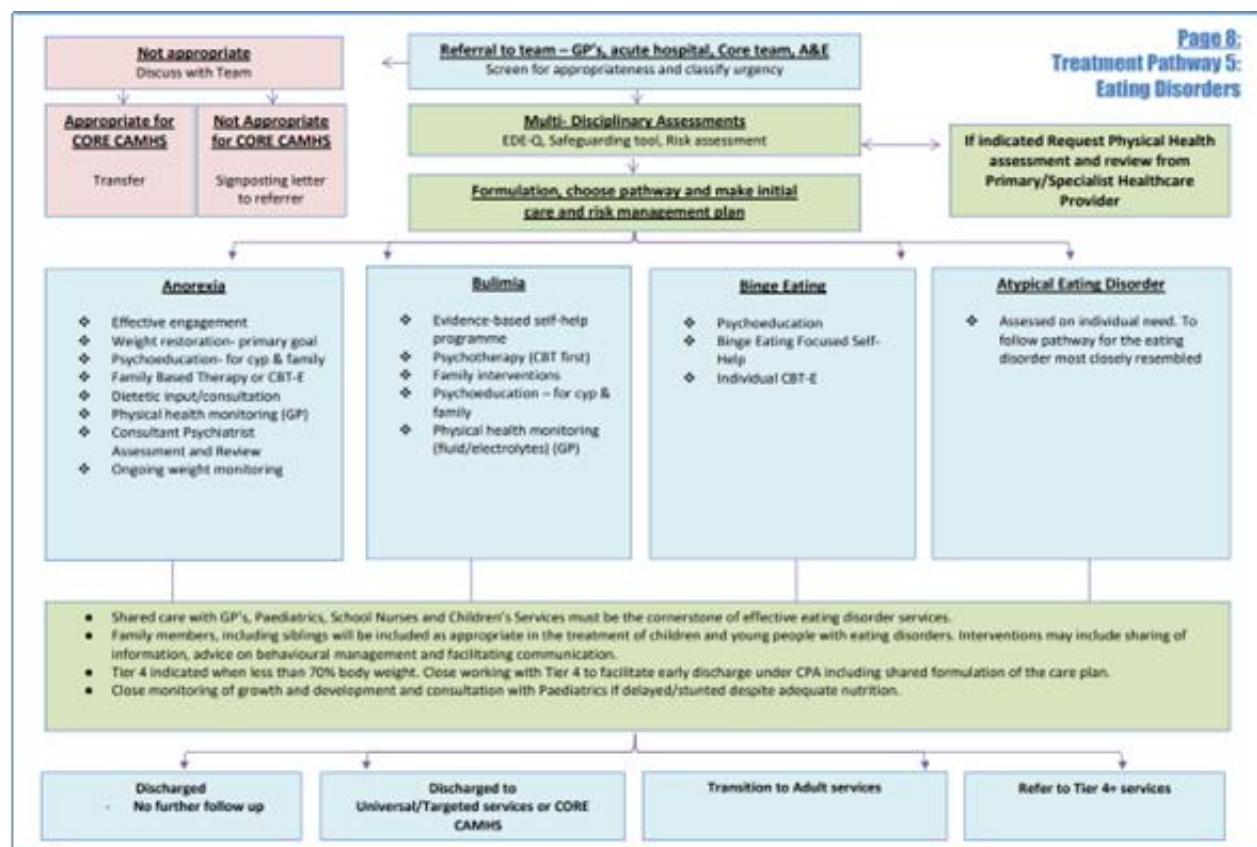 Page 8:
Treatment Pathway 5:
Eating Disorders
Not appropriate
Discuss with Team
Referral to team – GP's, acute hospital, Core team, A&E
Screen for appropriateness and classify urgency
Appropriate for
CORE CAMHS
Transfer
Not Appropriate
for CORE CAMHS
Signposting letter
to referrer
Multi- Disciplinary Assessments
EDE-Q, Safeguarding tool, Risk assessment
If indicated Request Physical Health
assessment and review from
Primary/Specialist Healthcare
Provider
Formulation, choose pathway and make initial
care and risk management plan
Anorexia
❖ Effective engagement
❖ Weight restoration- primary goal
❖ Psychoeducation- for cyp & family
❖ Family Based Therapy or CBT-E
❖ Dietetic input/consultation
❖ Physical health monitoring (GP)
❖ Consultant Psychiatrist
Assessment and Review
❖ Ongoing weight monitoring
Bulimia
❖ Evidence-based self-help
programme
❖ Psychotherapy (CBT first)
❖ Family interventions
❖ Psychoeducation – for cyp &
family
❖ Physical health monitoring
(fluid/electrolytes) (GP)
Binge Eating
❖ Psychoeducation
❖ Binge Eating Focused Self-
Help
❖ Individual CBT-E
Atypical Eating Disorder
❖ Assessed on individual need. To
follow pathway for the eating
disorder most closely resembled
● Shared care with GP's, Paediatrics, School Nurses and Children's Services must be the cornerstone of effective eating disorder services.
● Family members, including siblings will be included as appropriate in the treatment of children and young people with eating disorders. Interventions may include sharing of
information, advice on behavioural management and facilitating communication.
● Tier 4 indicated when less than 70% body weight. Close working with Tier 4 to facilitate early discharge under CPA including shared formulation of the care plan.
● Close monitoring of growth and development and consultation with Paediatrics if delayed/stunted despite adequate nutrition.
Discharged
- No further follow up
Discharged to
Universal/Targeted services or CORE
CAMHS
Transition to Adult services
Refer to Tier 4+ services